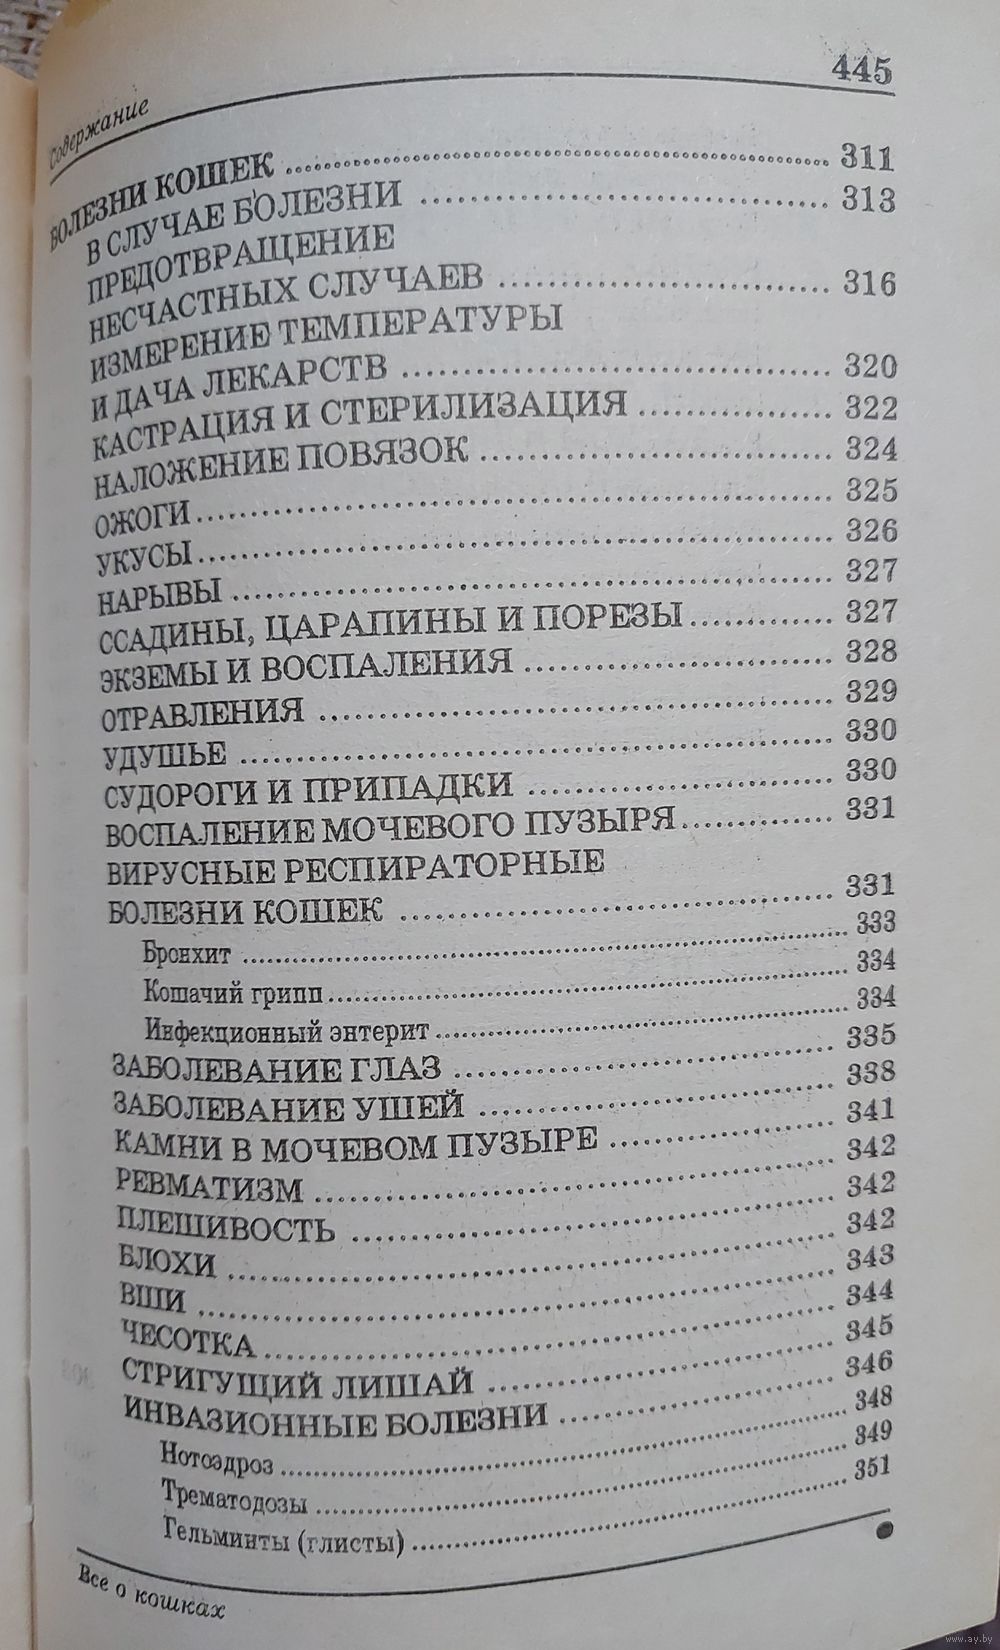 445
Содержание
БОЛЕЗНИ КОШЕК ........ 311
В СЛУЧАЕ БОЛЕЗНИ ........ 313
ПРЕДОТВРАЩЕНИЕ
НЕСЧАСТНЫХ СЛУЧАЕВ ........ 316
ИЗМЕРЕНИЕ ТЕМПЕРАТУРЫ
И ДАЧА ЛЕКАРСТВ ........ 320
КАСТРАЦИЯ И СТЕРИЛИЗАЦИЯ ........ 322
НАЛОЖЕНИЕ ПОВЯЗОК ........ 324
ОЖОГИ ........ 325
УКУСЫ ........ 326
НАРЫВЫ ........ 327
ССАДИНЫ, ЦАРАПИНЫ И ПОРЕЗЫ ........ 327
ЭКЗЕМЫ И ВОСПАЛЕНИЯ ........ 328
ОТРАВЛЕНИЯ ........ 329
УДУШЬЕ ........ 330
СУДОРОГИ И ПРИПАДКИ ........ 330
ВОСПАЛЕНИЕ МОЧЕВОГО ПУЗЫРЯ ........ 331
ВИРУСНЫЕ РЕСПИРАТОРНЫЕ
БОЛЕЗНИ КОШЕК ........ 331
Бронхит ........ 333
Кошачий грипп ........ 334
Инфекционный энтерит ........ 334
ЗАБОЛЕВАНИЕ ГЛАЗ ........ 335
ЗАБОЛЕВАНИЕ УШЕЙ ........ 338
КАМНИ В МОЧЕВОМ ПУЗЫРЕ ........ 341
РЕВМАТИЗМ ........ 342
ПЛЕШИВОСТЬ ........ 342
БЛОХИ ........ 342
ВШИ ........ 343
ЧЕСОТКА ........ 344
СТРИГУЩИЙ ЛИШАЙ ........ 345
ИНВАЗИОННЫЕ БОЛЕЗНИ ........ 346
Нотоэдроз ........ 348
Трематодозы ........ 349
Гельминты (глисты) ........ 351
Все о кошках
www.ay.by